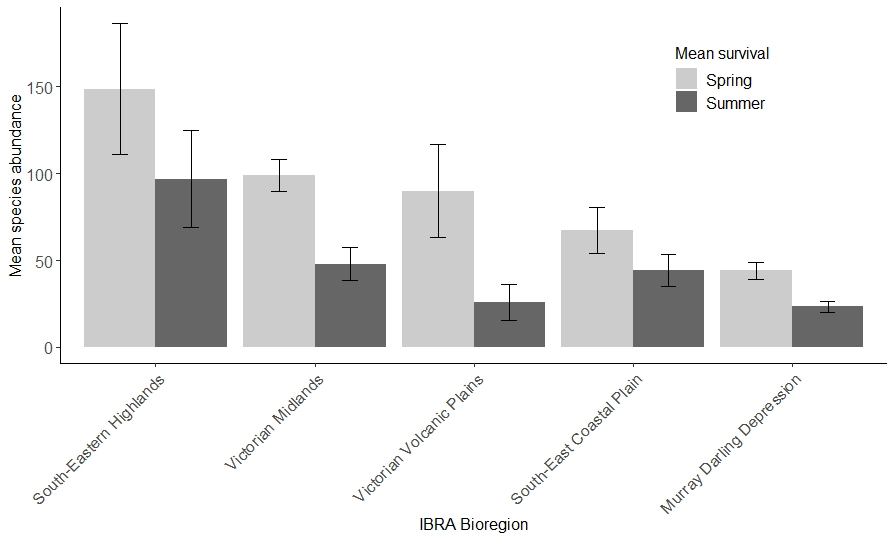 Mean survival
Spring
Summer
Mean species abundance
150
100
50
0
South-Eastern Highlands
Victorian Midlands
Victorian Volcanic Plains
South-East Coastal Plain
Murray Darling Depression
IBRA Bioregion